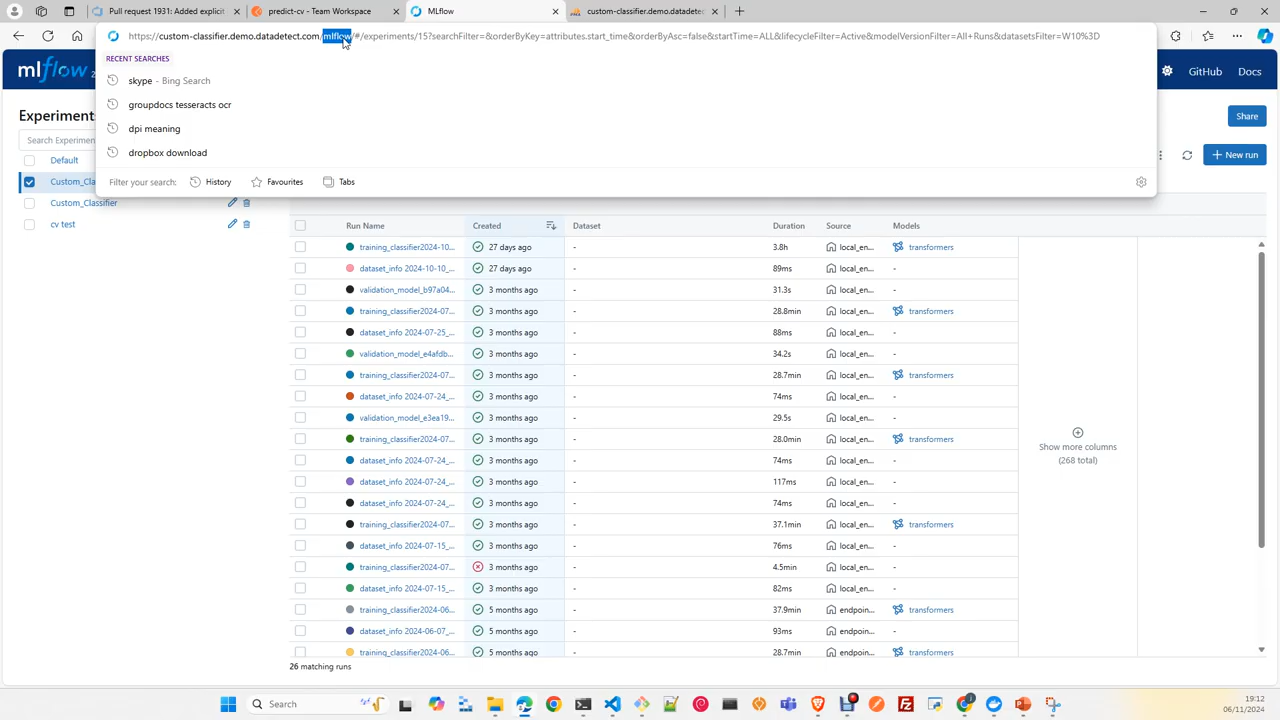 Pull request 1931: Added explicit
pdetect-cv - Team Workspace
MLflow
custom-classifier.demo.datadetec
https://custom-classifier.demo.datadetect.com/mlflow/#/experiments/15?searchFilter=&orderByKey=attributes.start_time&orderByAsc=false&startTime=ALL&lifecycleFilter=Active&modelVersionFilter=All+Runs&datasetsFilter=W10%3D
RECENT SEARCHES
skype - Bing Search
groupdocs tesseracts ocr
dpi meaning
dropbox download
Filter your search: History Favourites Tabs
mlflow 2
GitHub Docs
Experiments
Share
Search Experimen
New run
Default
Custom_Cla
Custom_Classifier
cv test
Run Name Created Dataset Duration Source Models
training_classifier2024-10... 27 days ago - 3.8h local_en... transformers
dataset_info 2024-10-10_... 27 days ago - 89ms local_en... -
validation_model_b97a04... 3 months ago - 31.3s local_en... -
training_classifier2024-07... 3 months ago - 28.8min local_en... transformers
dataset_info 2024-07-25_... 3 months ago - 88ms local_en... -
validation_model_e4afdb... 3 months ago - 34.2s local_en... -
training_classifier2024-07... 3 months ago - 28.7min local_en... transformers
dataset_info 2024-07-24_... 3 months ago - 74ms local_en... -
validation_model_e3ea19... 3 months ago - 29.5s local_en... -
training_classifier2024-07... 3 months ago - 28.0min local_en... transformers
dataset_info 2024-07-24_... 3 months ago - 74ms local_en... -
dataset_info 2024-07-24_... 3 months ago - 117ms local_en... -
dataset_info 2024-07-24_... 3 months ago - 74ms local_en... -
training_classifier2024-07... 3 months ago - 37.1min local_en... transformers
dataset_info 2024-07-15_... 3 months ago - 76ms local_en... -
training_classifier2024-07... 3 months ago - 4.5min local_en... -
dataset_info 2024-07-15_... 3 months ago - 82ms local_en... -
training_classifier2024-06... 5 months ago - 37.9min endpoin... transformers
dataset_info 2024-06-07_... 5 months ago - 93ms endpoin... -
training_classifier2024-06... 5 months ago - 28.7min endpoin... transformers
Show more columns
(268 total)
26 matching runs
Search
19:12
06/11/2024